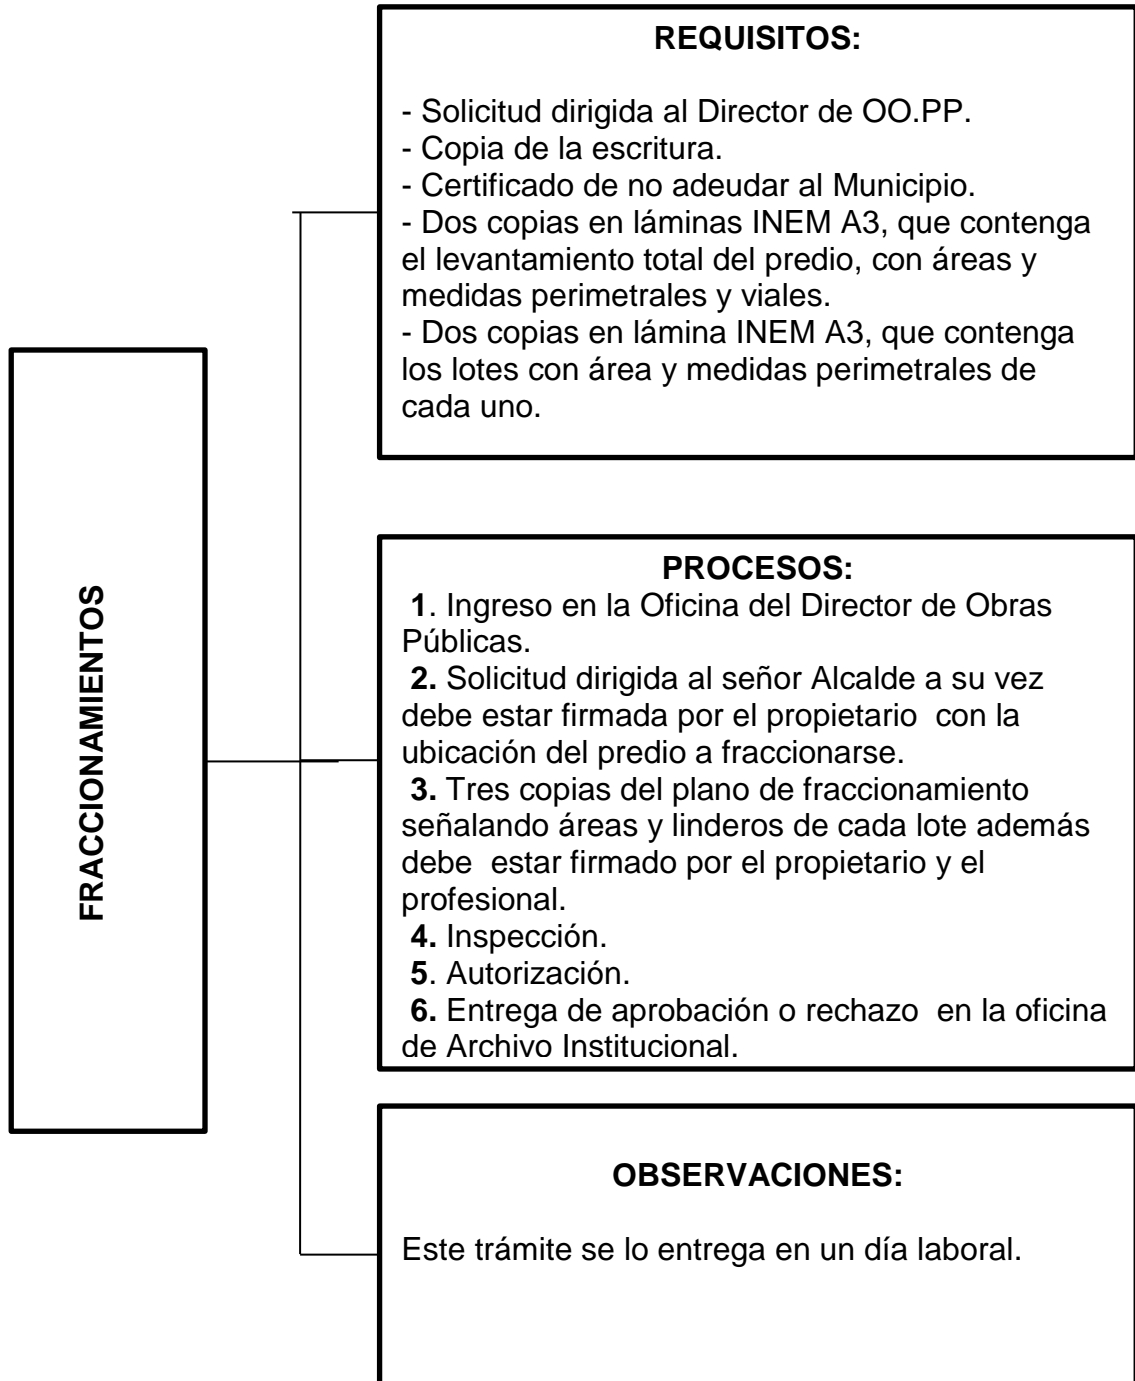 REQUISITOS:
- Solicitud dirigida al Director de OO.PP.
- Copia de la escritura.
- Certificado de no adeudar al Municipio.
- Dos copias en láminas INEM A3, que contenga
el levantamiento total del predio, con áreas y
medidas perimetrales y viales.
- Dos copias en lámina INEM A3, que contenga
los lotes con área y medidas perimetrales de
cada uno.
FRACCIONAMIENTOS
PROCESOS:
1. Ingreso en la Oficina del Director de Obras
Públicas.
2. Solicitud dirigida al señor Alcalde a su vez
debe estar firmada por el propietario  con la
ubicación del predio a fraccionarse.
3. Tres copias del plano de fraccionamiento
señalando áreas y linderos de cada lote además
debe  estar firmado por el propietario y el
profesional.
4. Inspección.
5. Autorización.
6. Entrega de aprobación o rechazo  en la oficina
de Archivo Institucional.
OBSERVACIONES:
Este trámite se lo entrega en un día laboral.